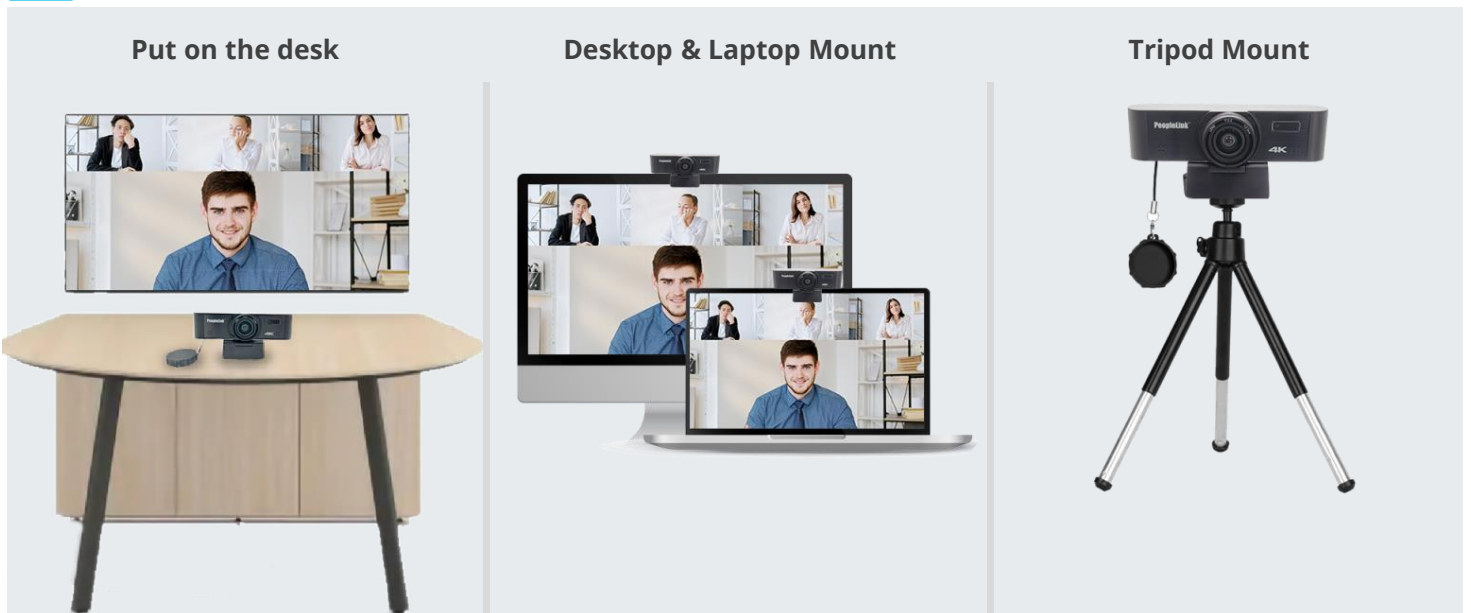 Put on the desk
Desktop & Laptop Mount
Tripod Mount
PeopleLink
4K